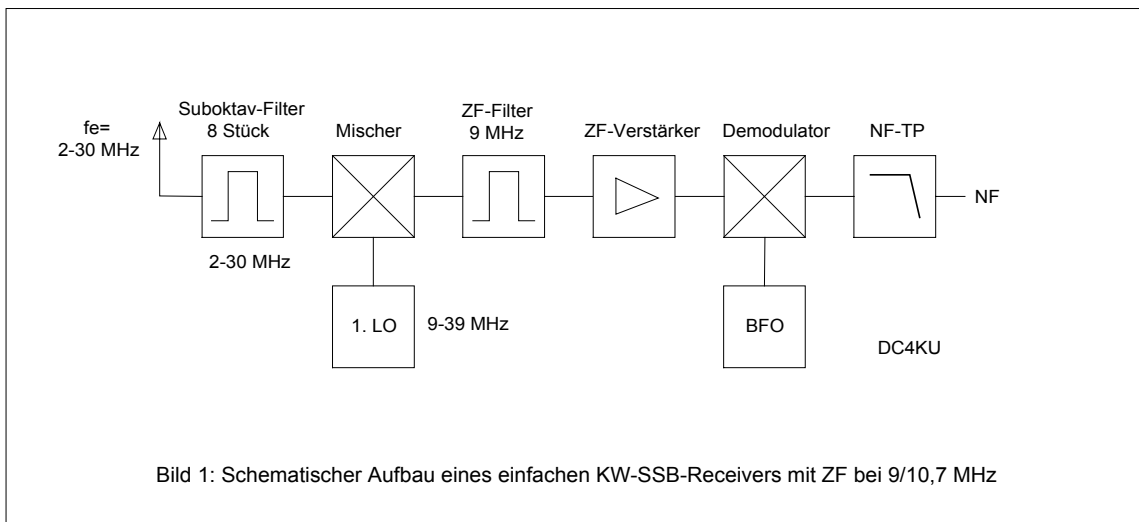 fe=
2-30 MHz
Suboktav-Filter
8 Stück
Mischer
ZF-Filter
9 MHz
ZF-Verstärker
Demodulator
NF-TP
NF
2-30 MHz
1. LO
9-39 MHz
BFO
DC4KU
Bild 1: Schematischer Aufbau eines einfachen KW-SSB-Receivers mit ZF bei 9/10,7 MHz